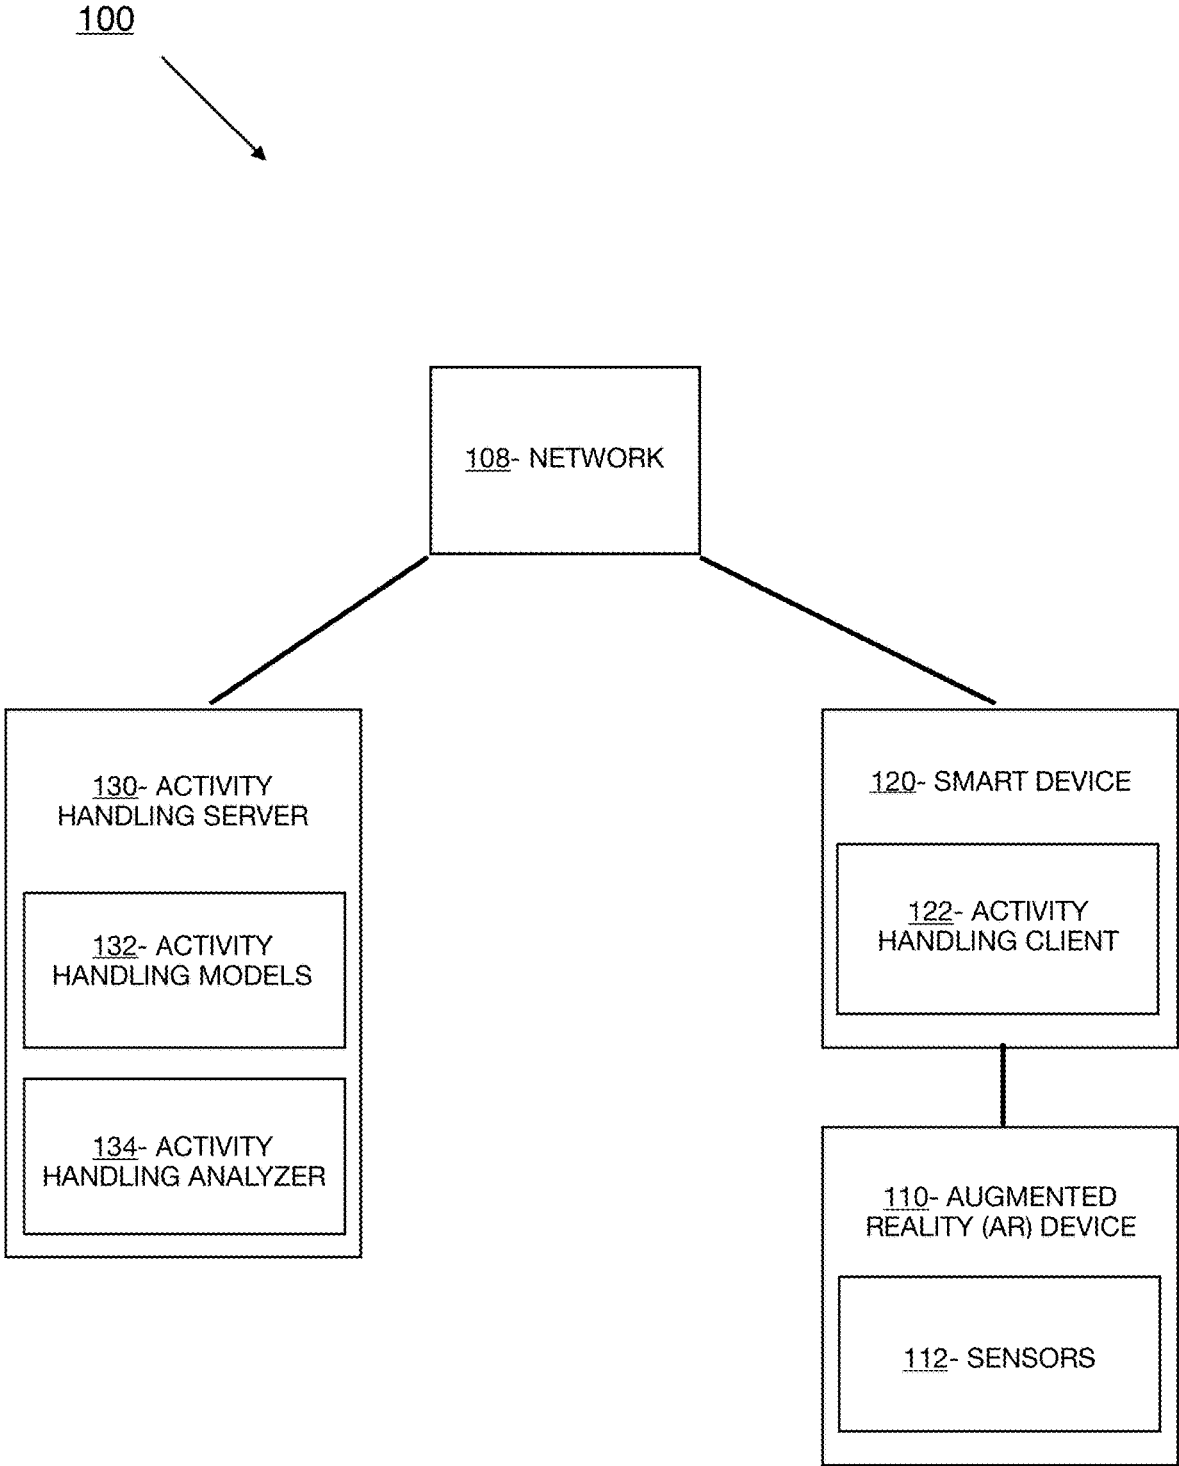 100
108- NETWORK
130- ACTIVITY
HANDLING SERVER
132- ACTIVITY
HANDLING MODELS
134- ACTIVITY
HANDLING ANALYZER
120- SMART DEVICE
122- ACTIVITY
HANDLING CLIENT
110- AUGMENTED
REALITY (AR) DEVICE
112- SENSORS